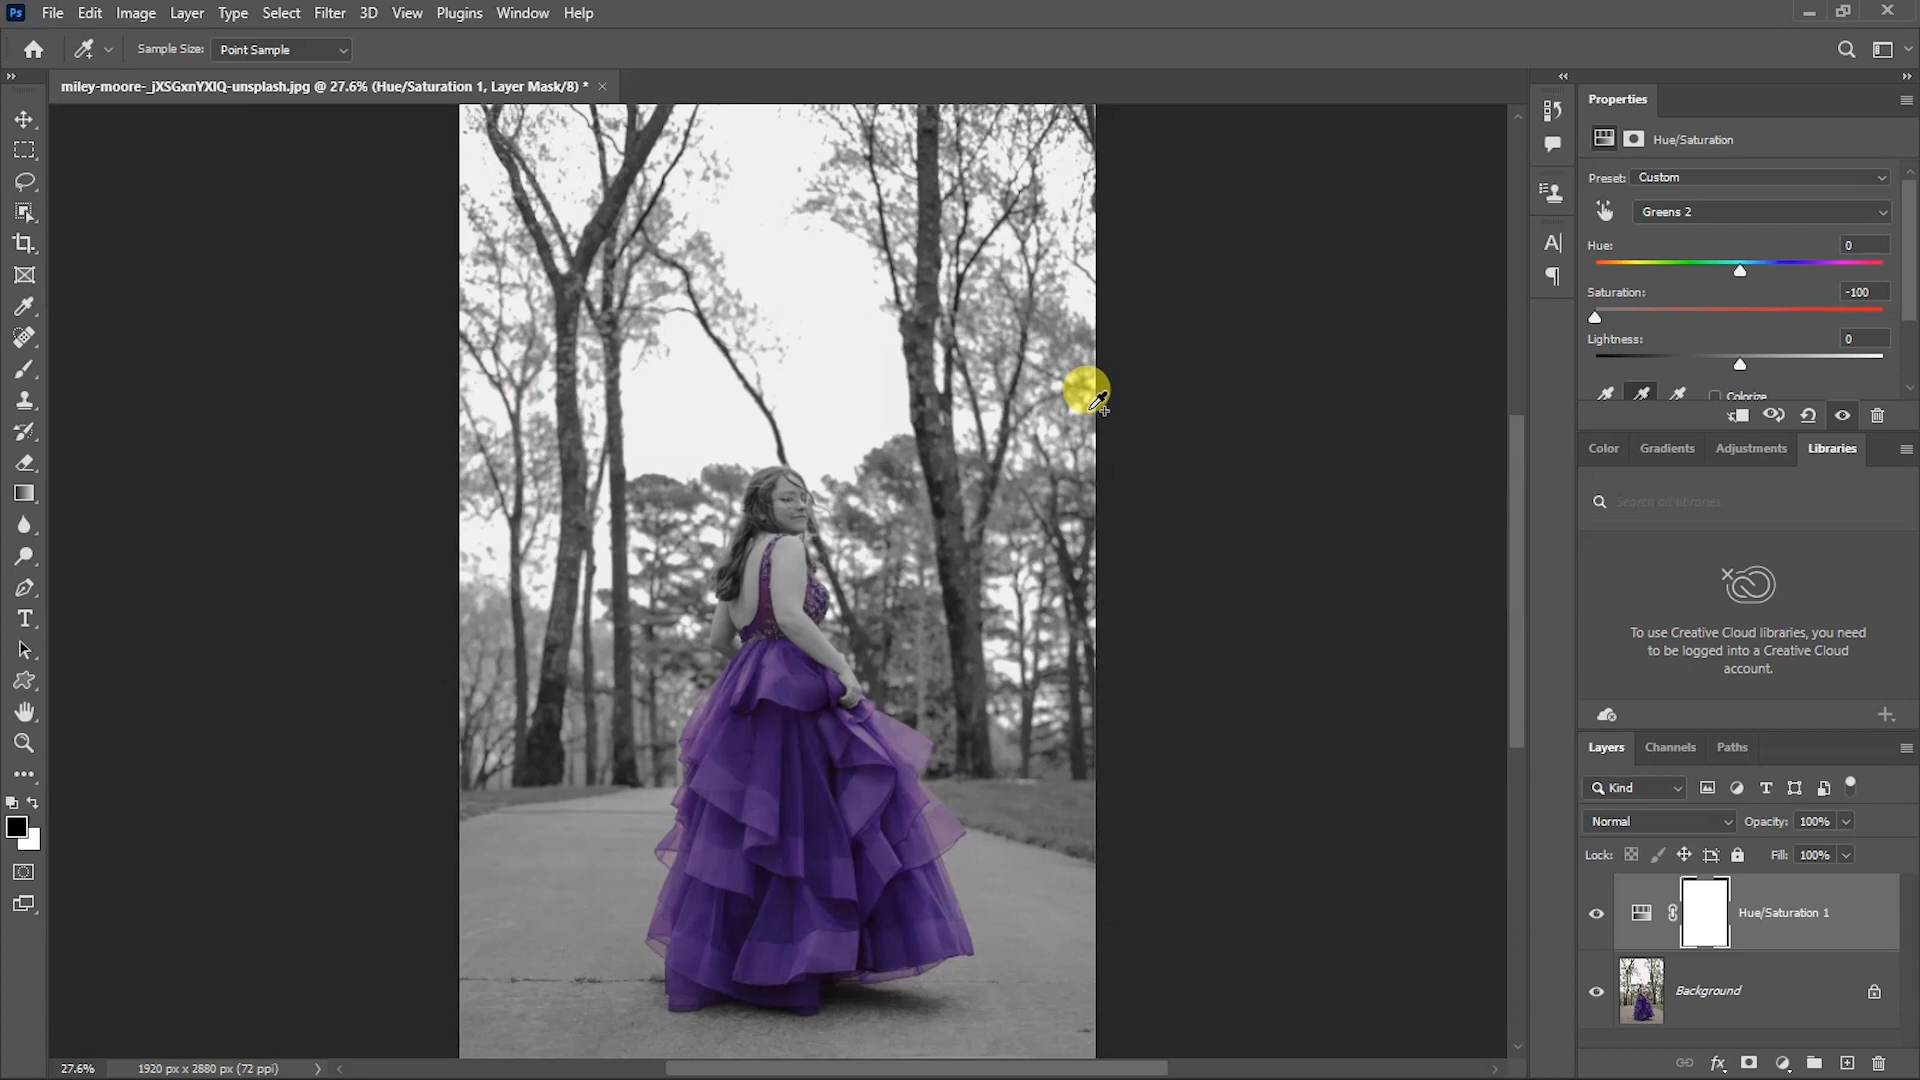 Ps File Edit Image Layer Type Select Filter 3D View Plugins Window Help
Sample Size: Point Sample
miley-moore-_jXSGxnYXlQ-unsplash.jpg @ 27.6% (Hue/Saturation 1, Layer Mask/8) *
Properties
Hue/Saturation
Preset: Custom
Greens 2
Hue: 0
Saturation: -100
Lightness: 0
Colorize
Color Gradients Adjustments Libraries
Search all libraries
To use Creative Cloud libraries, you need
to be logged into a Creative Cloud
account.
Layers Channels Paths
Kind
Normal Opacity: 100%
Lock: Fill: 100%
Hue/Saturation 1
Background
27.6% 1920 px x 2880 px (72 ppi)